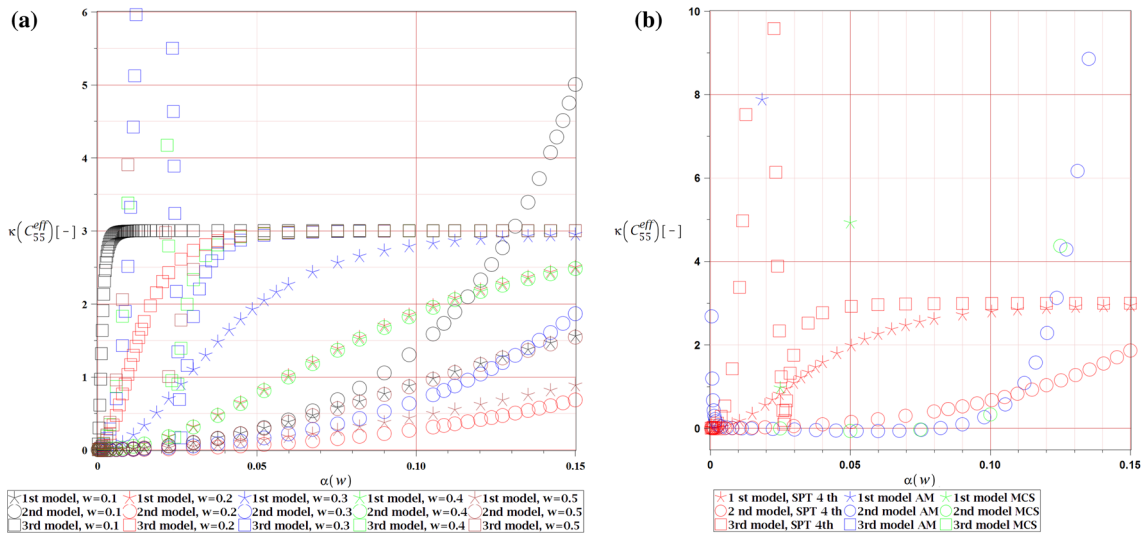 (a)
6
5
4
κ(C55^eff)[-]
3
2
1
0
0
0.05
0.10
0.15
α(w)
1st model, w=0.1 1st model, w=0.2 1st model, w=0.3 1st model, w=0.4 1st model, w=0.5
2nd model, w=0.1 2nd model, w=0.2 2nd model, w=0.3 2nd model, w=0.4 2nd model, w=0.5
3rd model, w=0.1 3rd model, w=0.2 3rd model, w=0.3 3rd model, w=0.4 3rd model, w=0.5
(b)
10
8
6
κ(C55^eff)[-]
4
2
0
0
0.05
0.10
0.15
α(w)
1 st model, SPT 4 th 1st model AM 1st model MCS
2 nd model, SPT 4 th 2nd model AM 2nd model MCS
3rd model, SPT 4th 3rd model AM 3rd model MCS